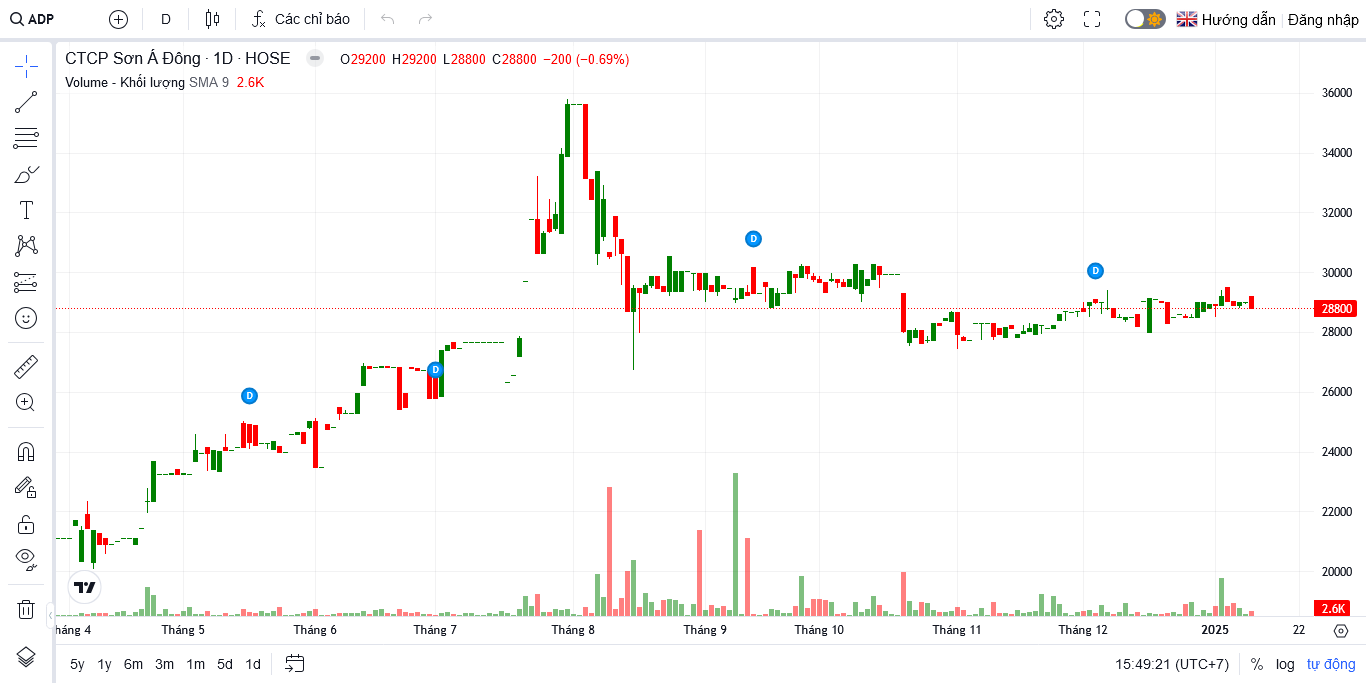 ADP D Các chỉ báo Hướng dẫn Đăng nhập
CTCP Sơn Á Đông · 1D · HOSE O29200 H29200 L28800 C28800 −200 (−0.69%)
Volume - Khối lượng SMA 9 2.6K
36000
34000
32000
D
D
30000
28800
28000
D
26000
D
24000
22000
20000
2.6K
háng 4 Tháng 5 Tháng 6 Tháng 7 Tháng 8 Tháng 9 Tháng 10 Tháng 11 Tháng 12 2025 22
5y 1y 6m 3m 1m 5d 1d 15:49:21 (UTC+7) % log tự động